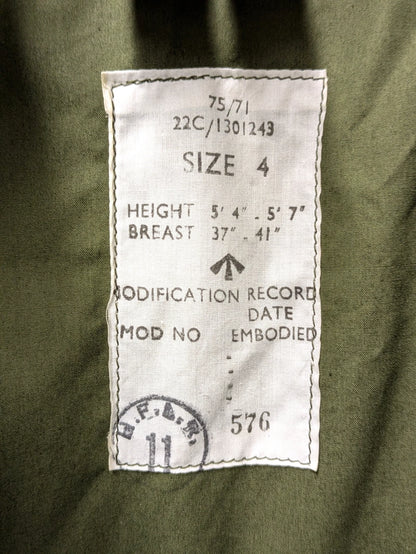 75/71
22C/1301243
SIZE 4
HEIGHT 5' 4" - 5' 7"
BREAST 37" - 41"
MODIFICATION RECORD
DATE
MOD NO EMBODIED
576
11